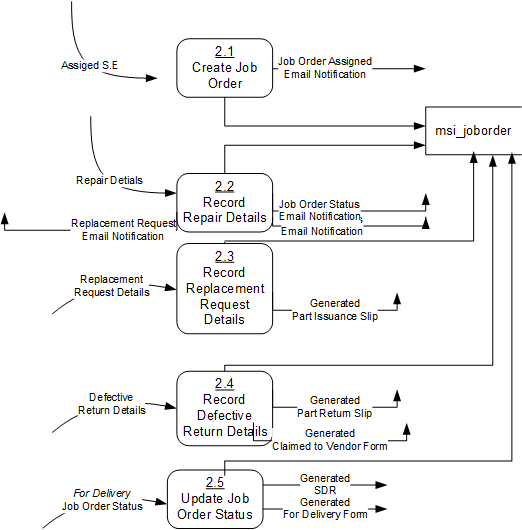 2.1
Create Job
Order
Assiged S.E
Job Order Assigned
Email Notification
msi_joborder
Repair Detials
2.2
Record
Repair Details
Job Order Status
Email Notification
Email Notification
Replacement Request
Email Notification
2.3
Record
Replacement
Request
Details
Replacement
Request Details
Generated
Part Issuance Slip
2.4
Record
Defective
Return Details
Defective
Return Details
Generated
Part Return Slip
Generated
Claimed to Vendor Form
2.5
Update Job
Order Status
For Delivery
Job Order Status
Generated
SDR
Generated
For Delivery Form